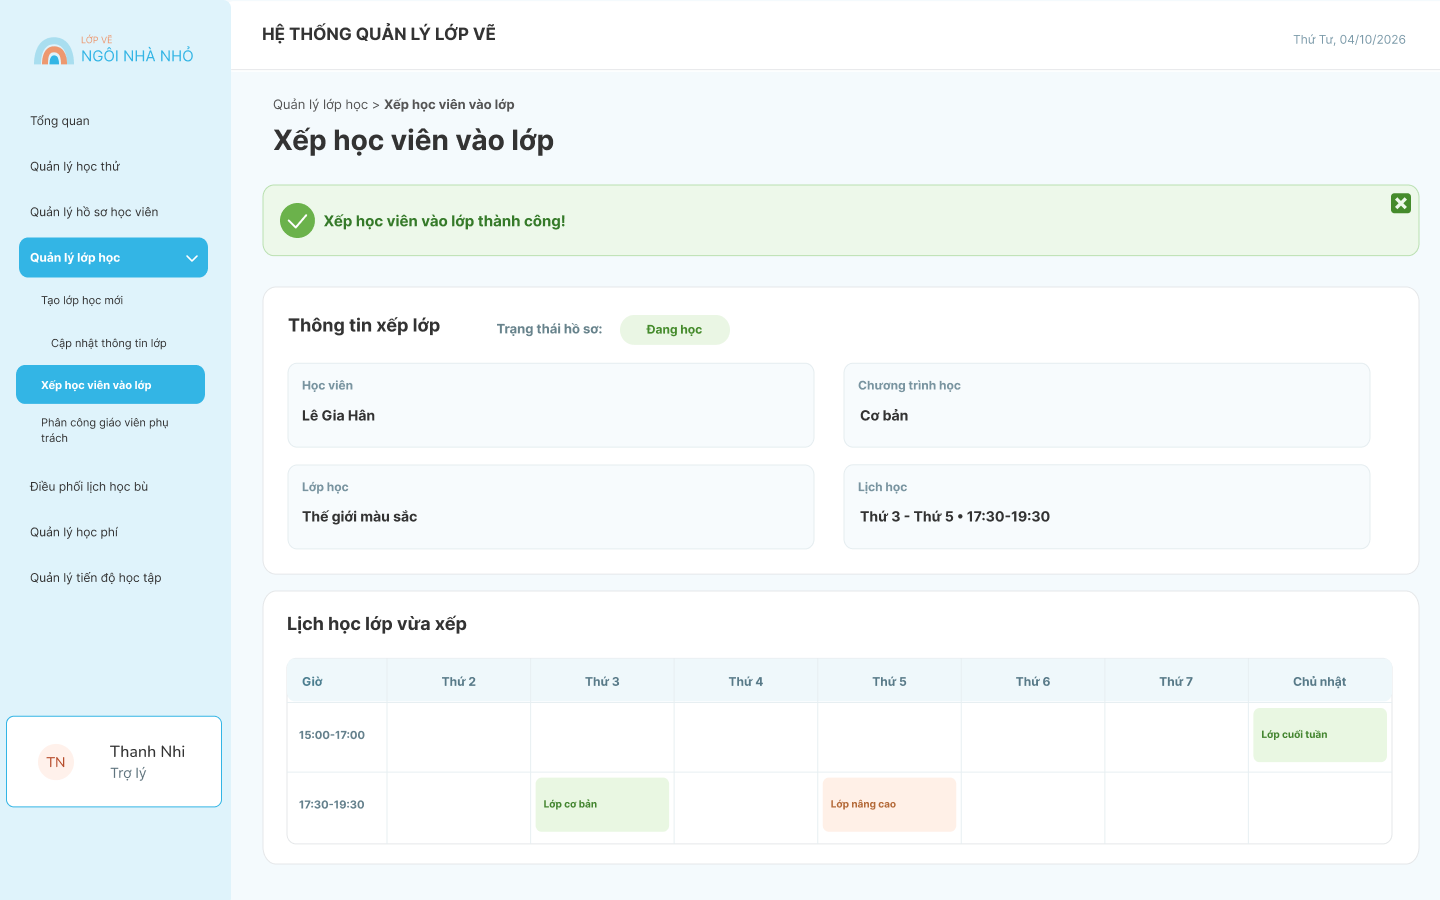 LỚP VẼ
NGÔI NHÀ NHỎ
Tổng quan
Quản lý học thử
Quản lý hồ sơ học viên
Quản lý lớp học
Tạo lớp học mới
Cập nhật thông tin lớp
Xếp học viên vào lớp
Phân công giáo viên phụ
trách
Điều phối lịch học bù
Quản lý học phí
Quản lý tiến độ học tập
TN
Thanh Nhi
Trợ lý
HỆ THỐNG QUẢN LÝ LỚP VẼ
Thứ Tư, 04/10/2026
Quản lý lớp học > Xếp học viên vào lớp
Xếp học viên vào lớp
Xếp học viên vào lớp thành công!
Thông tin xếp lớp
Trạng thái hồ sơ:
Đang học
Học viên
Lê Gia Hân
Chương trình học
Cơ bản
Lớp học
Thế giới màu sắc
Lịch học
Thứ 3 - Thứ 5 • 17:30-19:30
Lịch học lớp vừa xếp
Giờ Thứ 2 Thứ 3 Thứ 4 Thứ 5 Thứ 6 Thứ 7 Chủ nhật
15:00-17:00 Lớp cuối tuần
17:30-19:30 Lớp cơ bản Lớp nâng cao